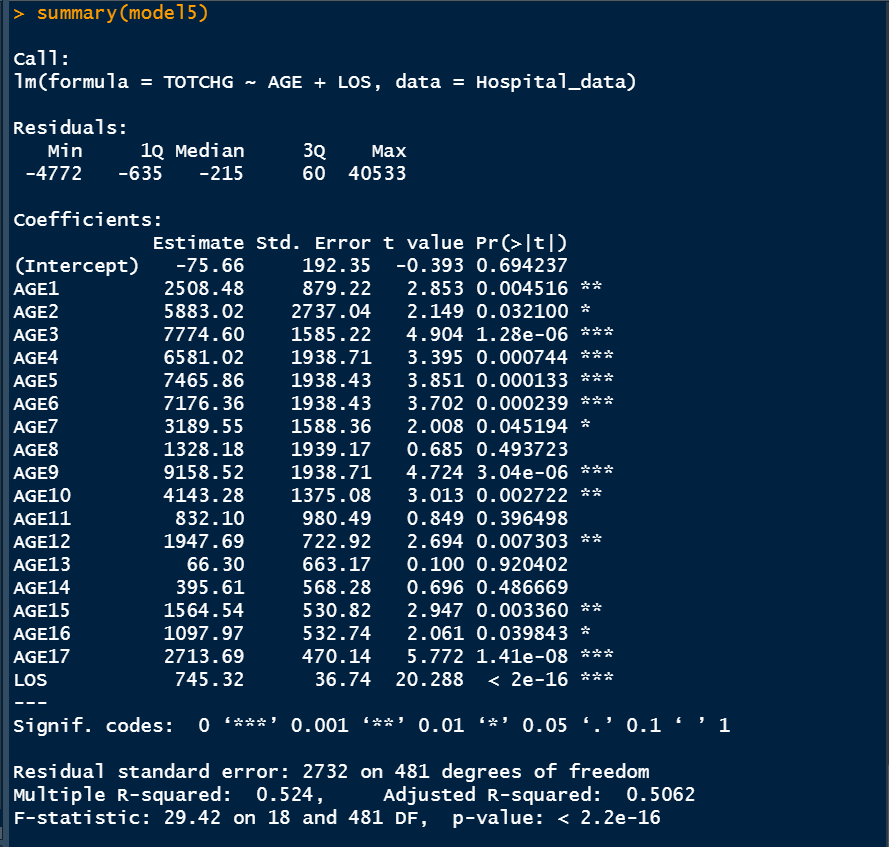 > summary(model5)

Call:
lm(formula = TOTCHG ~ AGE + LOS, data = Hospital_data)

Residuals:
   Min     1Q Median     3Q    Max
 -4772   -635   -215     60  40533

Coefficients:
            Estimate Std. Error t value Pr(>|t|)
(Intercept)   -75.66     192.35  -0.393 0.694237
AGE1         2508.48     879.22   2.853 0.004516 **
AGE2         5883.02    2737.04   2.149 0.032100 *
AGE3         7774.60    1585.22   4.904 1.28e-06 ***
AGE4         6581.02    1938.71   3.395 0.000744 ***
AGE5         7465.86    1938.43   3.851 0.000133 ***
AGE6         7176.36    1938.43   3.702 0.000239 ***
AGE7         3189.55    1588.36   2.008 0.045194 *
AGE8         1328.18    1939.17   0.685 0.493723
AGE9         9158.52    1938.71   4.724 3.04e-06 ***
AGE10        4143.28    1375.08   3.013 0.002722 **
AGE11         832.10     980.49   0.849 0.396498
AGE12        1947.69     722.92   2.694 0.007303 **
AGE13          66.30     663.17   0.100 0.920402
AGE14         395.61     568.28   0.696 0.486669
AGE15        1564.54     530.82   2.947 0.003360 **
AGE16        1097.97     532.74   2.061 0.039843 *
AGE17        2713.69     470.14   5.772 1.41e-08 ***
LOS           745.32      36.74  20.288  < 2e-16 ***
---
Signif. codes:  0 ‘***’ 0.001 ‘**’ 0.01 ‘*’ 0.05 ‘.’ 0.1 ‘ ’ 1

Residual standard error: 2732 on 481 degrees of freedom
Multiple R-squared:  0.524,     Adjusted R-squared:  0.5062
F-statistic: 29.42 on 18 and 481 DF,  p-value: < 2.2e-16